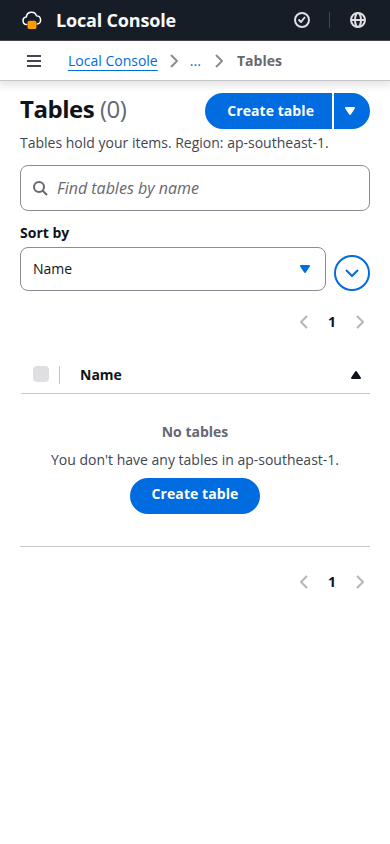 Local Console
Local Console > ... > Tables
Tables (0)
Create table
Tables hold your items. Region: ap-southeast-1.
Find tables by name
Sort by
Name
1
Name
No tables
You don't have any tables in ap-southeast-1.
Create table
1